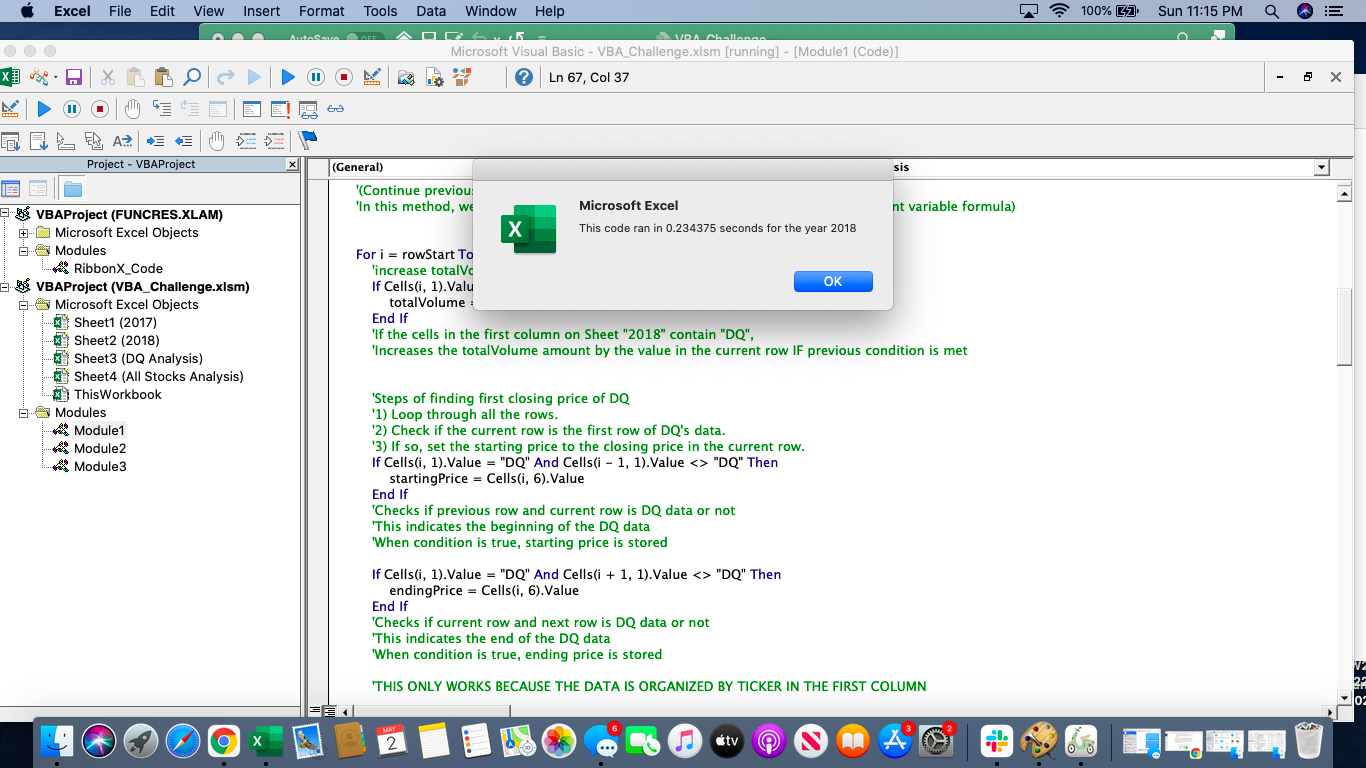 Excel File Edit View Insert Format Tools Data Window Help 100% Sun 11:15 PM
AutoSave OFF VBA_Challenge
Microsoft Visual Basic - VBA_Challenge.xlsm [running] - [Module1 (Code)]
Ln 67, Col 37
Project - VBAProject
VBAProject (FUNCRES.XLAM)
Microsoft Excel Objects
Modules
RibbonX_Code
VBAProject (VBA_Challenge.xlsm)
Microsoft Excel Objects
Sheet1 (2017)
Sheet2 (2018)
Sheet3 (DQ Analysis)
Sheet4 (All Stocks Analysis)
ThisWorkbook
Modules
Module1
Module2
Module3
(General) sis
Microsoft Excel
This code ran in 0.234375 seconds for the year 2018
OK
'(Continue previous
'In this method, we nt variable formula)
For i = rowStart To
'increase totalVo
If Cells(i, 1).Valu
totalVolume =
End If
'If the cells in the first column on Sheet "2018" contain "DQ",
'Increases the totalVolume amount by the value in the current row IF previous condition is met
'Steps of finding first closing price of DQ
'1) Loop through all the rows.
'2) Check if the current row is the first row of DQ's data.
'3) If so, set the starting price to the closing price in the current row.
If Cells(i, 1).Value = "DQ" And Cells(i - 1, 1).Value <> "DQ" Then
startingPrice = Cells(i, 6).Value
End If
'Checks if previous row and current row is DQ data or not
'This indicates the beginning of the DQ data
'When condition is true, starting price is stored
If Cells(i, 1).Value = "DQ" And Cells(i + 1, 1).Value <> "DQ" Then
endingPrice = Cells(i, 6).Value
End If
'Checks if current row and next row is DQ data or not
'This indicates the end of the DQ data
'When condition is true, ending price is stored
'THIS ONLY WORKS BECAUSE THE DATA IS ORGANIZED BY TICKER IN THE FIRST COLUMN
MAY
2
6
tv
3
2